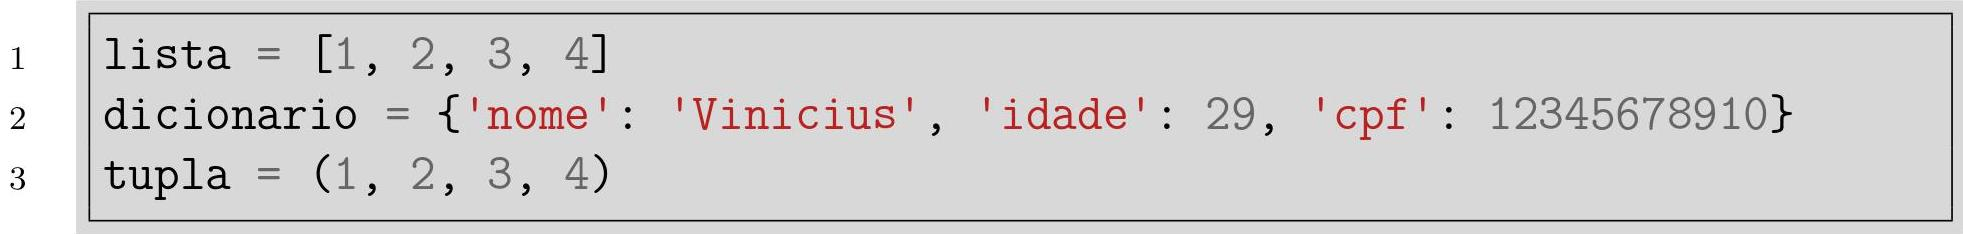 1 lista = [1, 2, 3, 4]
2 dicionario = {'nome': 'Vinicius', 'idade': 29, 'cpf': 12345678910}
3 tupla = (1, 2, 3, 4)